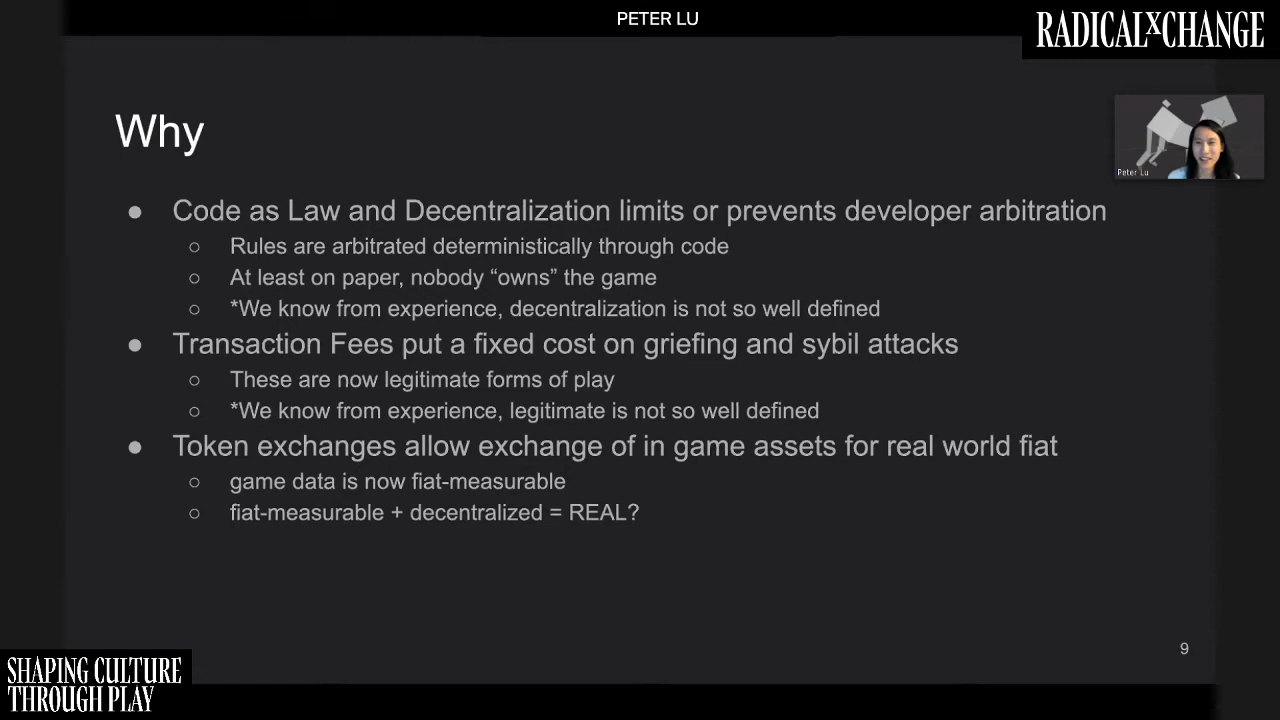 PETER LU
RADICALXCHANGE
Why
Peter Lu
● Code as Law and Decentralization limits or prevents developer arbitration
○ Rules are arbitrated deterministically through code
○ At least on paper, nobody “owns” the game
○ *We know from experience, decentralization is not so well defined
● Transaction Fees put a fixed cost on griefing and sybil attacks
○ These are now legitimate forms of play
○ *We know from experience, legitimate is not so well defined
● Token exchanges allow exchange of in game assets for real world fiat
○ game data is now fiat-measurable
○ fiat-measurable + decentralized = REAL?
9
SHAPING CULTURE
THROUGH PLAY